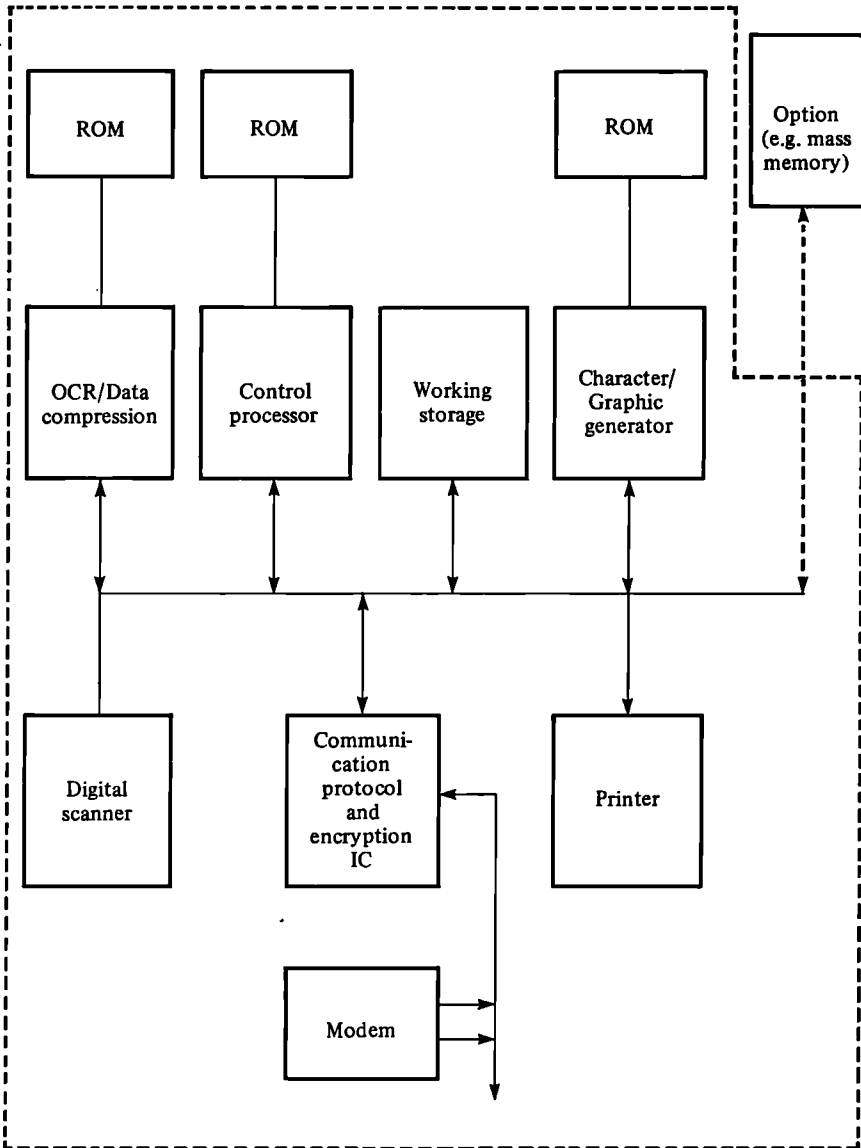 ROM
ROM
ROM
Option
(e.g. mass
memory)
OCR/Data
compression
Control
processor
Working
storage
Character/
Graphic
generator
Digital
scanner
Communi-
cation
protocol
and
encryption
IC
Printer
Modem